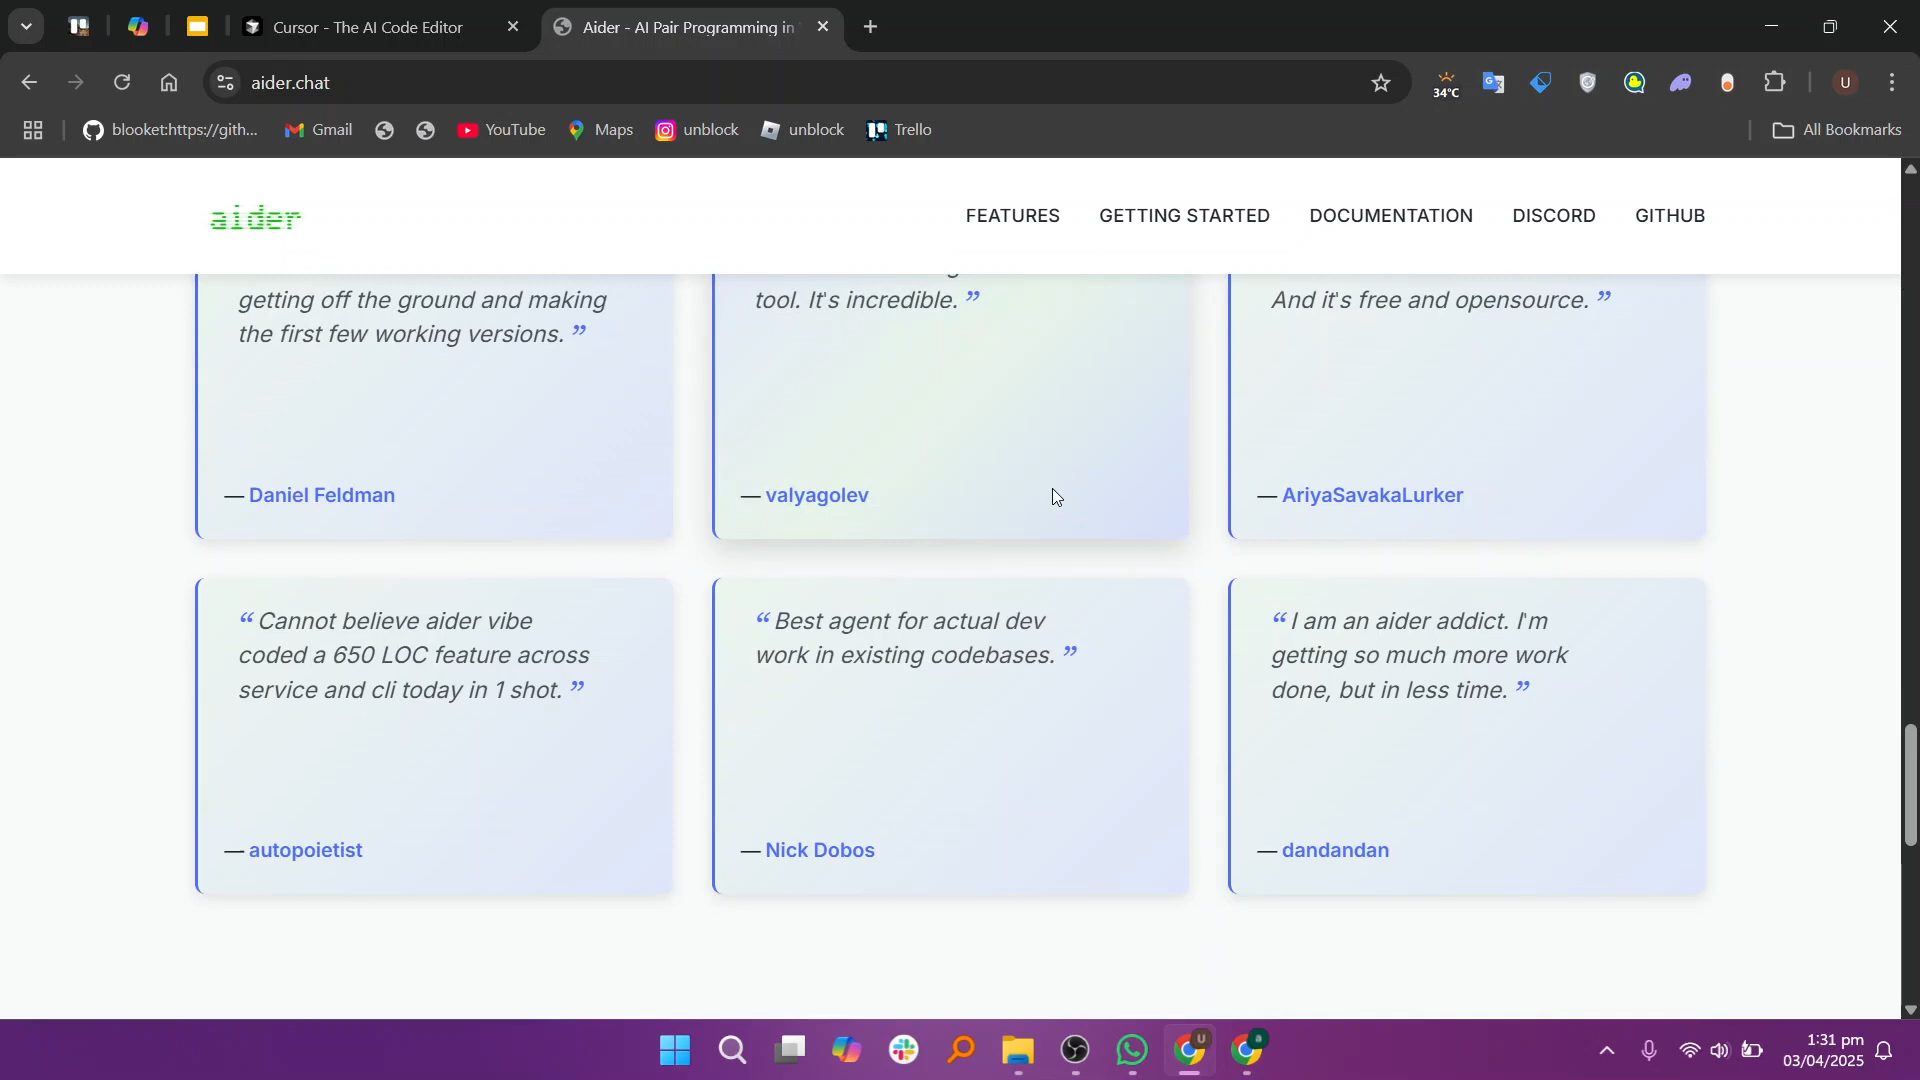 Cursor - The AI Code Editor
Aider - AI Pair Programming in
aider.chat
34°C
U
blooket:https://gith...
Gmail
YouTube
Maps
unblock
unblock
Trello
All Bookmarks
aider
FEATURES
GETTING STARTED
DOCUMENTATION
DISCORD
GITHUB
getting off the ground and making
the first few working versions. ”
— Daniel Feldman
tool. It's incredible. ”
— valyagolev
And it's free and opensource. ”
— AriyaSavakaLurker
“ Cannot believe aider vibe
coded a 650 LOC feature across
service and cli today in 1 shot. ”
— autopoietist
“ Best agent for actual dev
work in existing codebases. ”
— Nick Dobos
“ I am an aider addict. I'm
getting so much more work
done, but in less time. ”
— dandandan
U
a
1:31 pm
03/04/2025